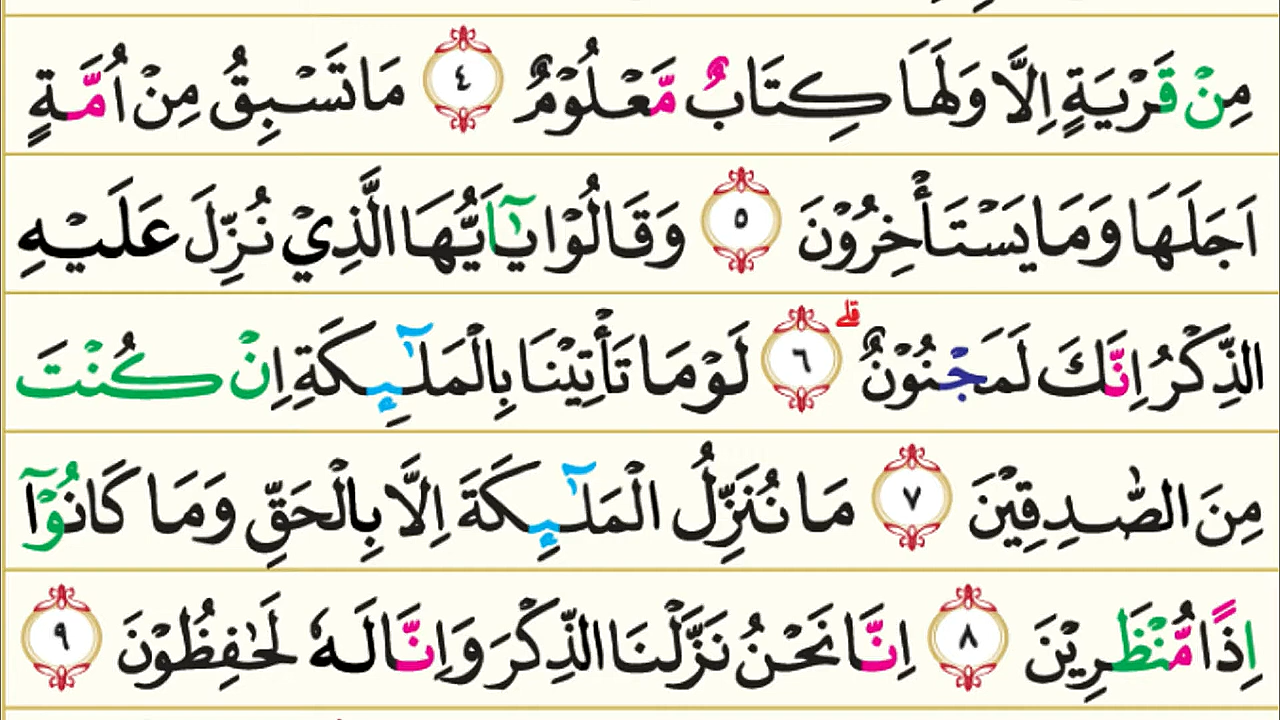 مِنْ قَرْيَةٍ اِلَّا وَلَهَا كِتَابٌ مَّعْلُوْمٌ ٤ مَا تَسْبِقُ مِنْ اُمَّةٍ
اَجَلَهَا وَمَا يَسْتَأْخِرُوْنَ ٥ وَقَالُوْا يٰٓاَيُّهَا الَّذِيْ نُزِّلَ عَلَيْهِ
الذِّكْرُ اِنَّكَ لَمَجْنُوْنٌ ۗ ٦ لَوْ مَا تَأْتِيْنَا بِالْمَلٰٓىِٕكَةِ اِنْ كُنْتَ
مِنَ الصّٰدِقِيْنَ ٧ مَا نُنَزِّلُ الْمَلٰٓىِٕكَةَ اِلَّا بِالْحَقِّ وَمَا كَانُوْٓا
اِذًا مُّنْظَرِيْنَ ٨ اِنَّا نَحْنُ نَزَّلْنَا الذِّكْرَ وَاِنَّا لَهٗ لَحٰفِظُوْنَ ٩